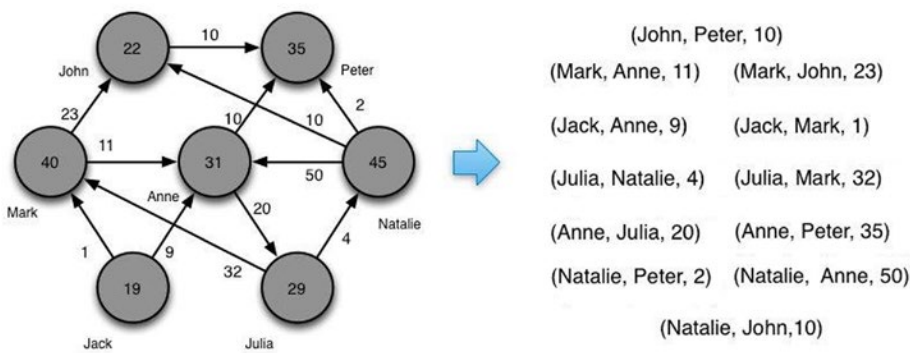 10
22
35
John
Peter
23
10
10
2
11
40
31
45
50
Mark
Anne
Natalie
20
1
9
32
4
19
29
Jack
Julia
(John, Peter, 10)
(Mark, Anne, 11) (Mark, John, 23)
(Jack, Anne, 9) (Jack, Mark, 1)
(Julia, Natalie, 4) (Julia, Mark, 32)
(Anne, Julia, 20) (Anne, Peter, 35)
(Natalie, Peter, 2) (Natalie, Anne, 50)
(Natalie, John,10)